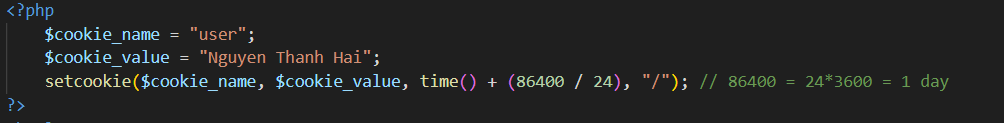 <?php
$cookie_name = "user";
$cookie_value = "Nguyen Thanh Hai";
setcookie($cookie_name, $cookie_value, time() + (86400 / 24), "/"); // 86400 = 24*3600 = 1 day
?>